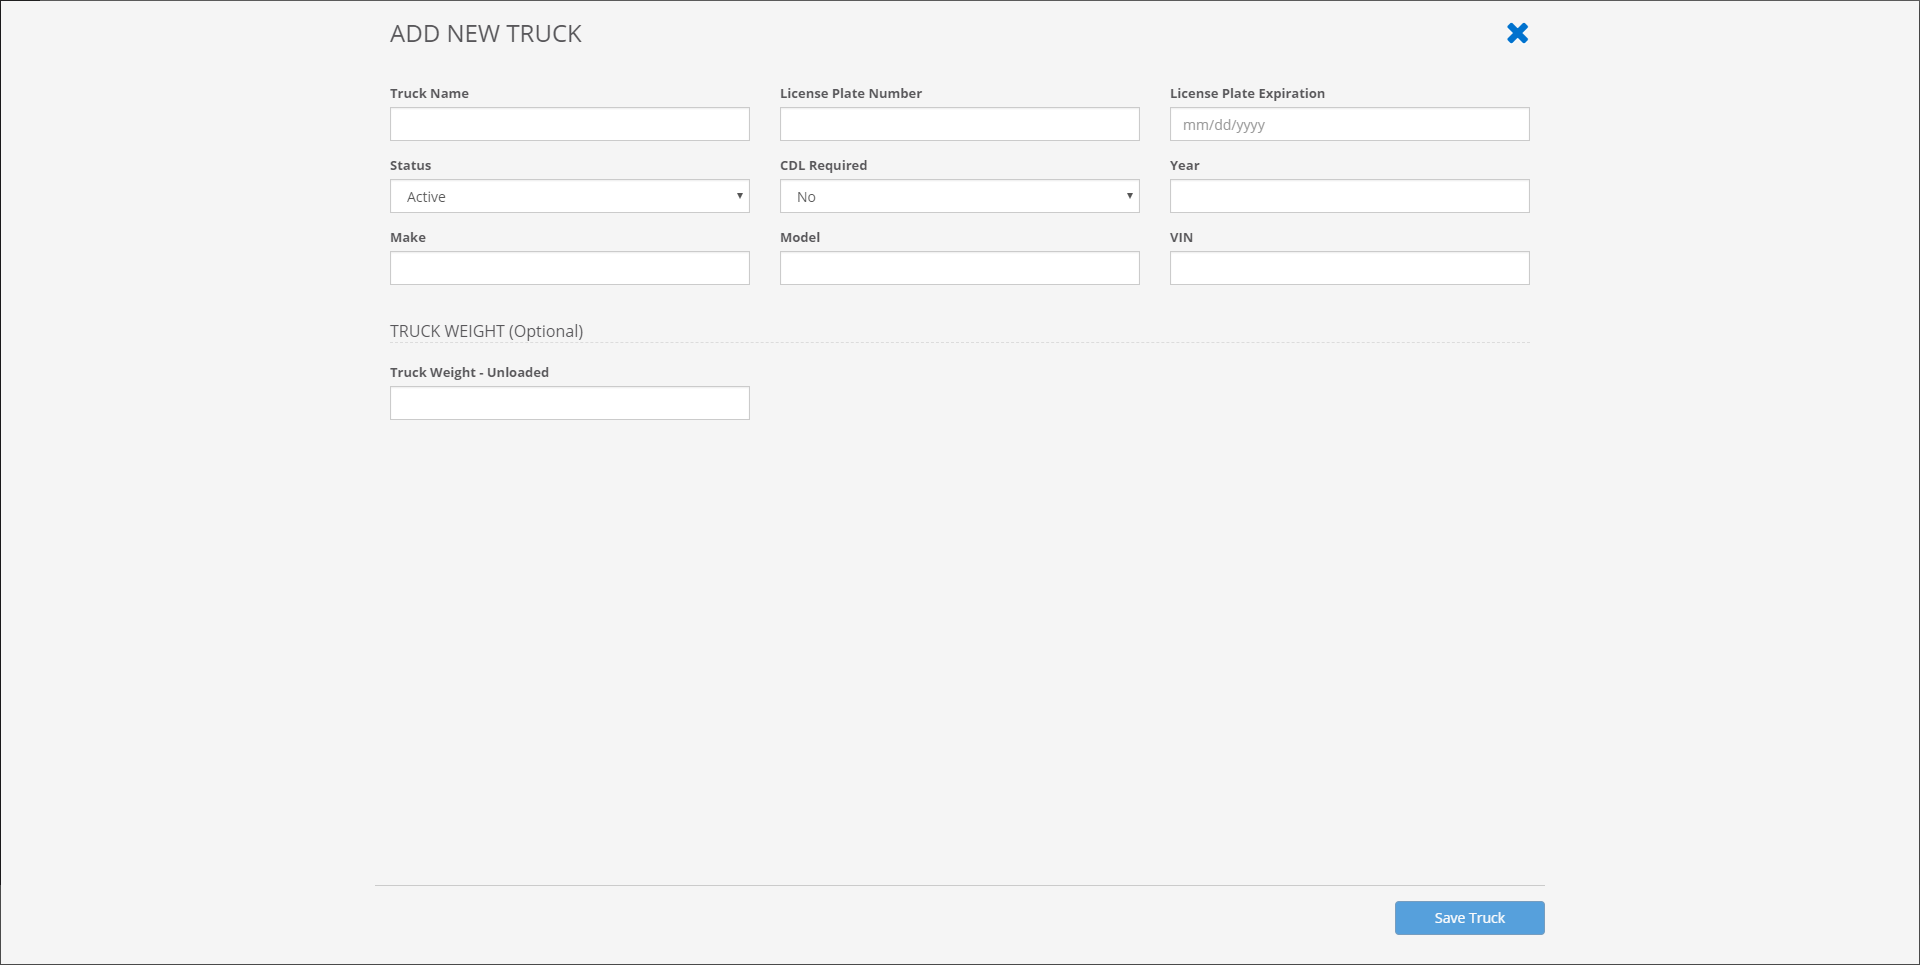 ADD NEW TRUCK
Truck Name
License Plate Number
License Plate Expiration
mm/dd/yyyy
Status
CDL Required
Year
Active
No
Make
Model
VIN
TRUCK WEIGHT (Optional)
Truck Weight - Unloaded
Save Truck